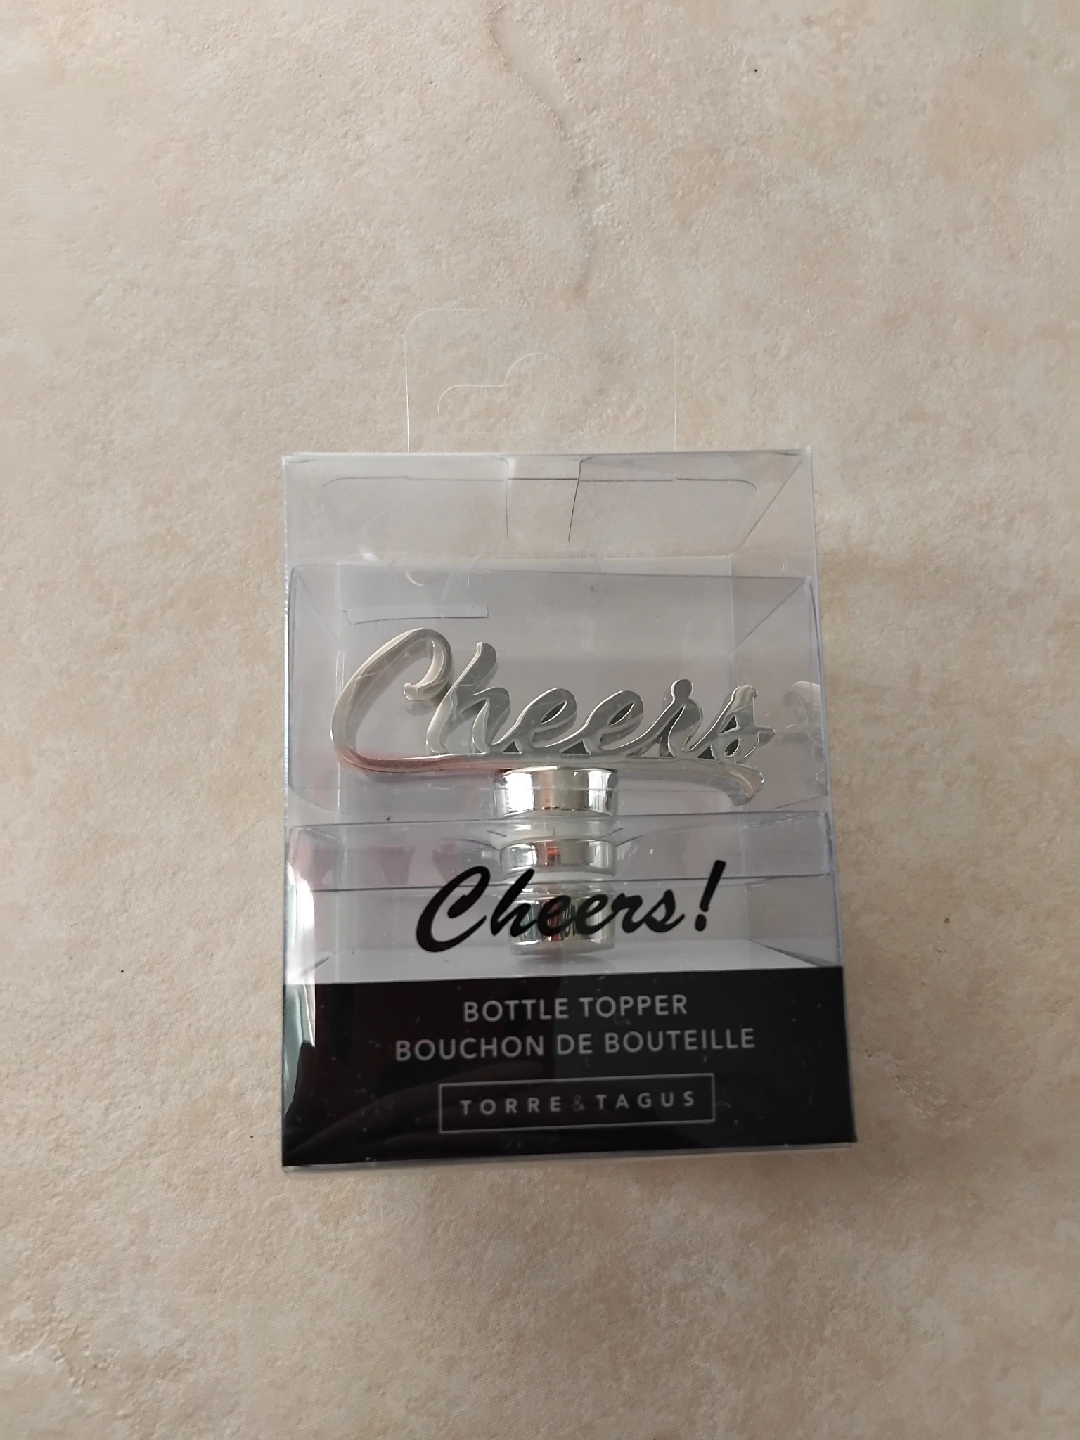 Cheers
Cheers!
BOTTLE TOPPER
BOUCHON DE BOUTEILLE
TORRE & TAGUS